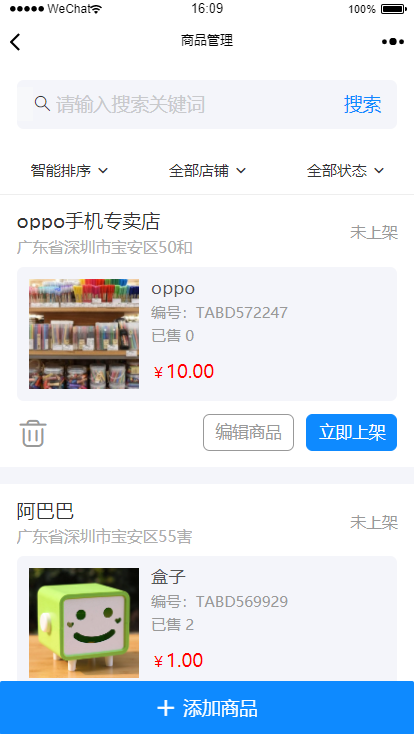 WeChat 16:09 100%
商品管理
请输入搜索关键词 搜索
智能排序 全部店铺 全部状态
oppo手机专卖店 未上架
广东省深圳市宝安区50和
oppo
编号：TABD572247
已售 0
￥10.00
编辑商品 立即上架
阿巴巴 未上架
广东省深圳市宝安区55害
盒子
编号：TABD569929
已售 2
￥1.00
添加商品